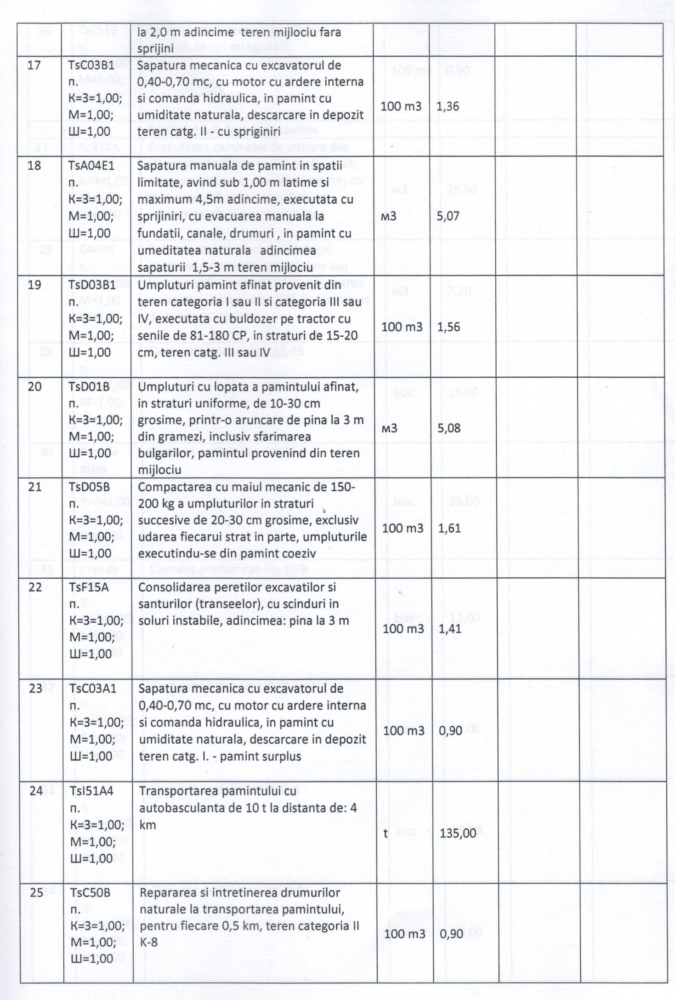 la 2,0 m adincime teren mijlociu fara
sprijini
17
TsC03B1
п.
К=З=1,00;
М=1,00;
Ш=1,00
Sapatura mecanica cu excavatorul de
0,40-0,70 mc, cu motor cu ardere interna
si comanda hidraulica, in pamint cu
umiditate naturala, descarcare in depozit
teren catg. II - cu spriginiri
100 m3
1,36
18
TsA04E1
п.
К=З=1,00;
М=1,00;
Ш=1,00
Sapatura manuala de pamint in spatii
limitate, avind sub 1,00 m latime si
maximum 4,5m adincime, executata cu
sprijiniri, cu evacuarea manuala la
fundatii, canale, drumuri , in pamint cu
umeditatea naturala adincimea
sapaturii 1,5-3 m teren mijlociu
м3
5,07
19
TsD03B1
п.
К=З=1,00;
М=1,00;
Ш=1,00
Umpluturi pamint afinat provenit din
teren categoria I sau II si categoria III sau
IV, executata cu buldozer pe tractor cu
senile de 81-180 CP, in straturi de 15-20
cm, teren catg. III sau IV
100 m3
1,56
20
TsD01B
п.
К=З=1,00;
М=1,00;
Ш=1,00
Umpluturi cu lopata a pamintului afinat,
in straturi uniforme, de 10-30 cm
grosime, printr-o aruncare de pina la 3 m
din gramezi, inclusiv sfarimarea
bulgarilor, pamintul provenind din teren
mijlociu
м3
5,08
21
TsD05B
п.
К=З=1,00;
М=1,00;
Ш=1,00
Compactarea cu maiul mecanic de 150-
200 kg a umpluturilor in straturi
succesive de 20-30 cm grosime, exclusiv
udarea fiecarui strat in parte, umpluturile
executindu-se din pamint coeziv
100 m3
1,61
22
TsF15A
п.
К=З=1,00;
М=1,00;
Ш=1,00
Consolidarea peretilor excavatilor si
santurilor (transeelor), cu scinduri in
soluri instabile, adincimea: pina la 3 m
100 m3
1,41
23
TsC03A1
п.
К=З=1,00;
М=1,00;
Ш=1,00
Sapatura mecanica cu excavatorul de
0,40-0,70 mc, cu motor cu ardere interna
si comanda hidraulica, in pamint cu
umiditate naturala, descarcare in depozit
teren catg. I. - pamint surplus
100 m3
0,90
24
TsI51A4
п.
К=З=1,00;
М=1,00;
Ш=1,00
Transportarea pamintului cu
autobasculanta de 10 t la distanta de: 4
km
t
135,00
25
TsC50B
п.
К=З=1,00;
М=1,00;
Ш=1,00
Repararea si intretinerea drumurilor
naturale la transportarea pamintului,
pentru fiecare 0,5 km, teren categoria II
K-8
100 m3
0,90